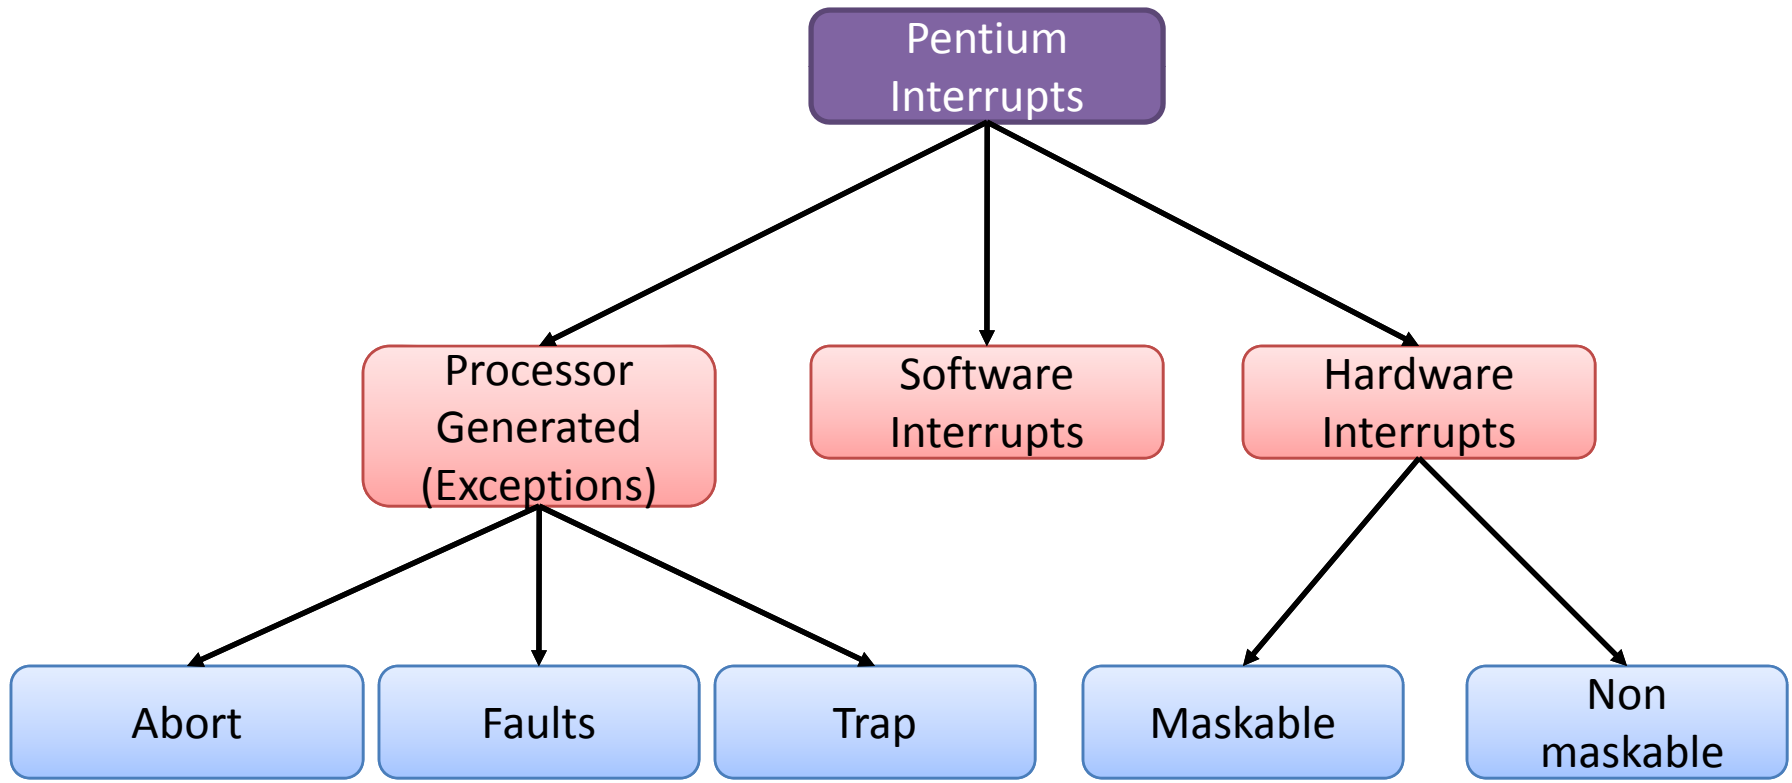 Pentium
Interrupts
Processor
Generated
(Exceptions)
Software
Interrupts
Hardware
Interrupts
Abort
Faults
Trap
Maskable
Non
maskable